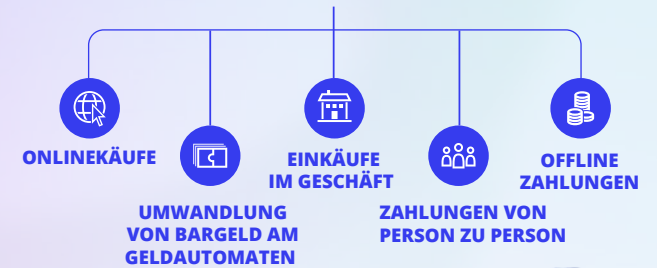 ONLINEKÄUFE
UMWANDLUNG
VON BARGELD AM
GELDAUTOMATEN
EINKÄUFE
IM GESCHÄFT
ZAHLUNGEN VON
PERSON ZU PERSON
OFFLINE
ZAHLUNGEN